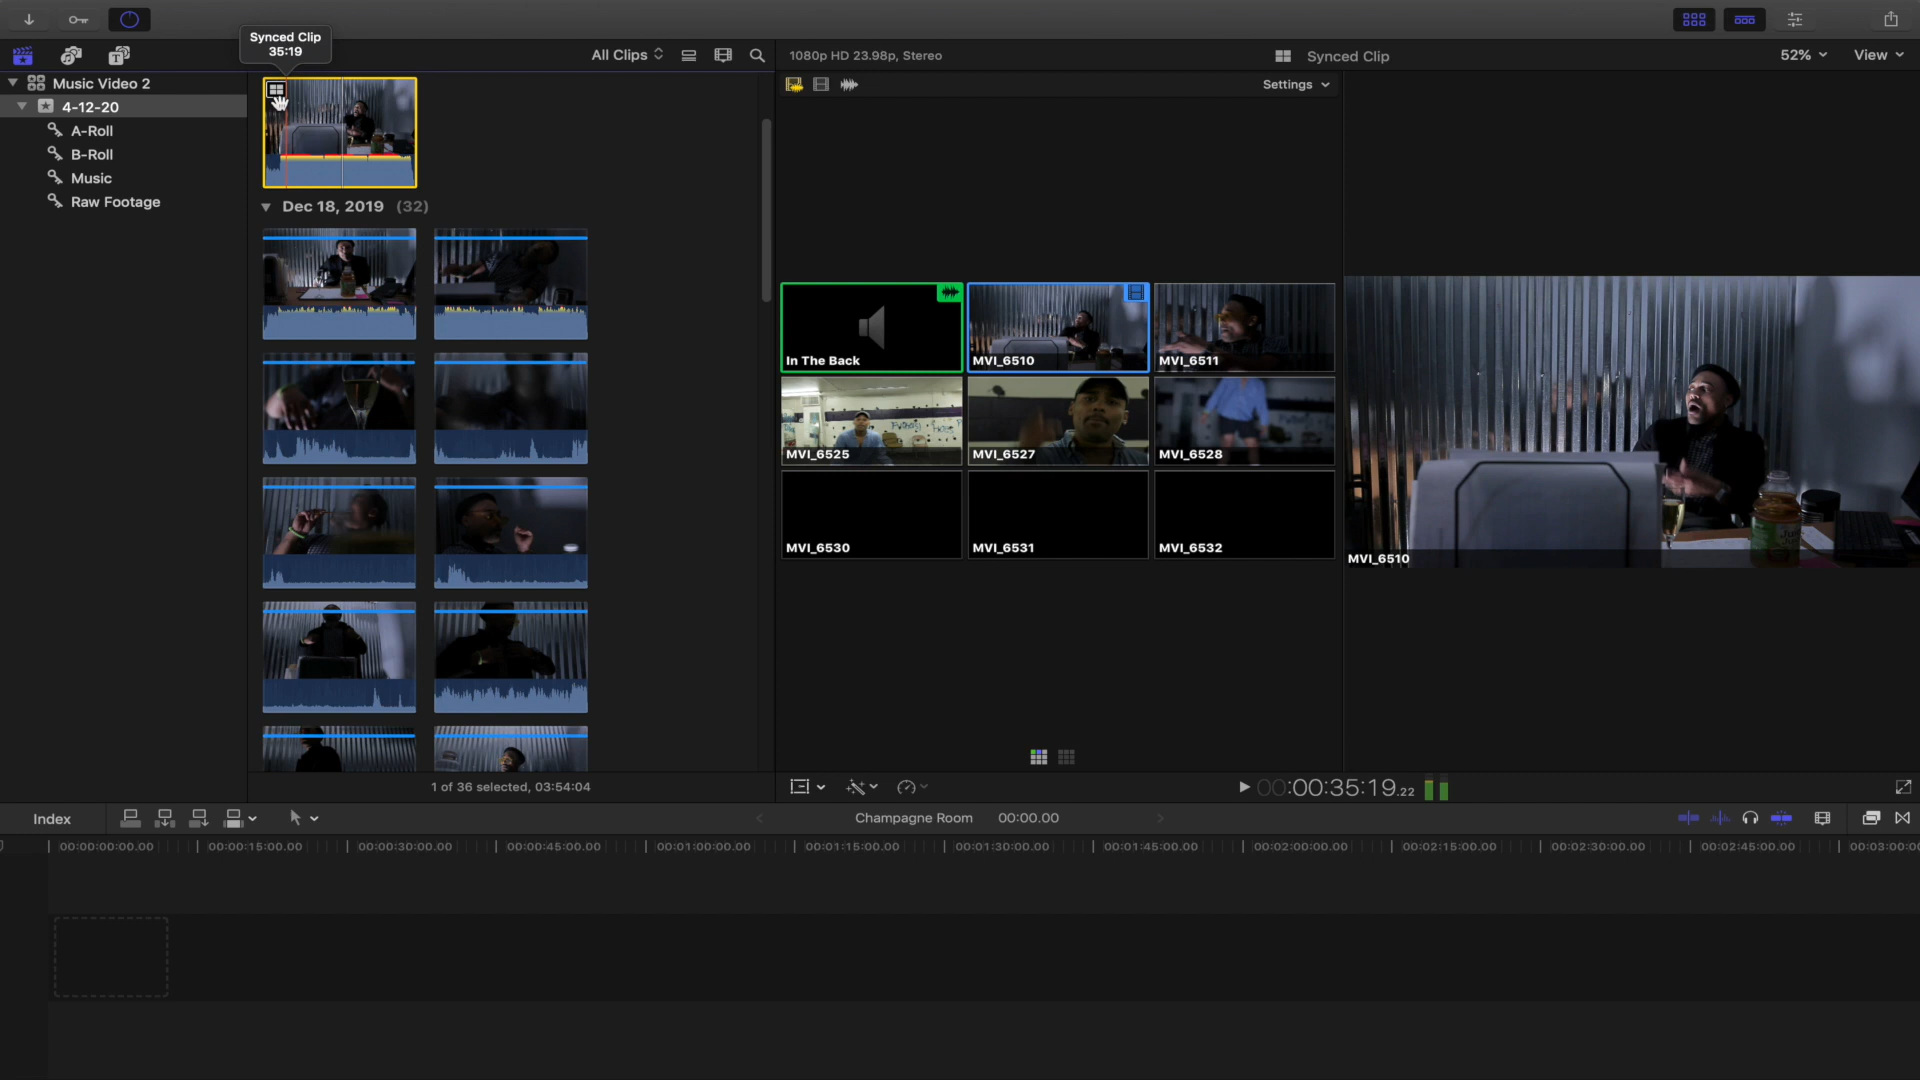 Synced Clip
35:19
All Clips
1080p HD 23.98p, Stereo
Synced Clip
52%
View
Music Video 2
4-12-20
A-Roll
B-Roll
Music
Raw Footage
Settings
Dec 18, 2019 (32)
In The Back
MVI_6510
MVI_6511
MVI_6525
MVI_6527
MVI_6528
MVI_6530
MVI_6531
MVI_6532
MVI_6510
1 of 36 selected, 03:54:04
00:00:35:19.22
Index
Champagne Room
00:00.00
00:00:00:00.00
00:00:15:00.00
00:00:30:00.00
00:00:45:00.00
00:01:00:00.00
00:01:15:00.00
00:01:30:00.00
00:01:45:00.00
00:02:00:00.00
00:02:15:00.00
00:02:30:00.00
00:02:45:00.00
00:03:00:0